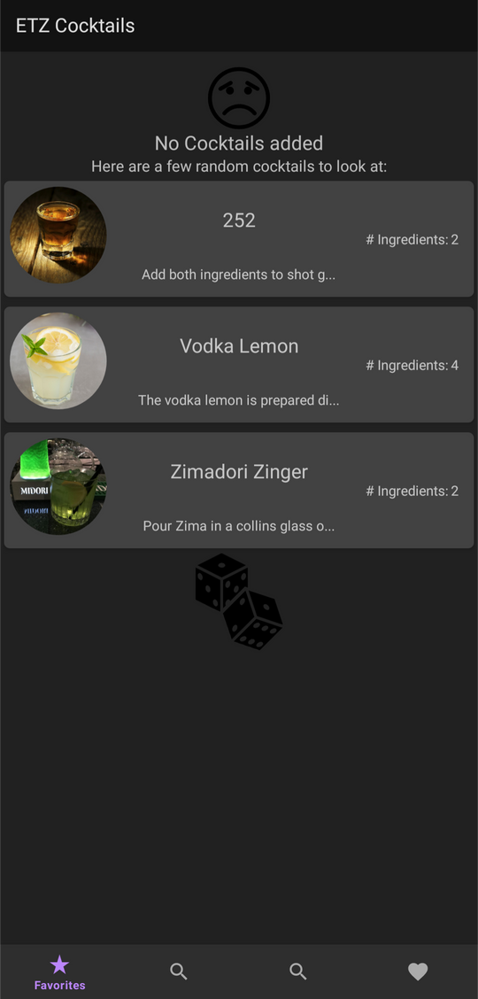 ETZ Cocktails
No Cocktails added
Here are a few random cocktails to look at:
252
# Ingredients: 2
Add both ingredients to shot g...
Vodka Lemon
# Ingredients: 4
The vodka lemon is prepared di...
Zimadori Zinger
# Ingredients: 2
Pour Zima in a collins glass o...
MIDORI
Favorites